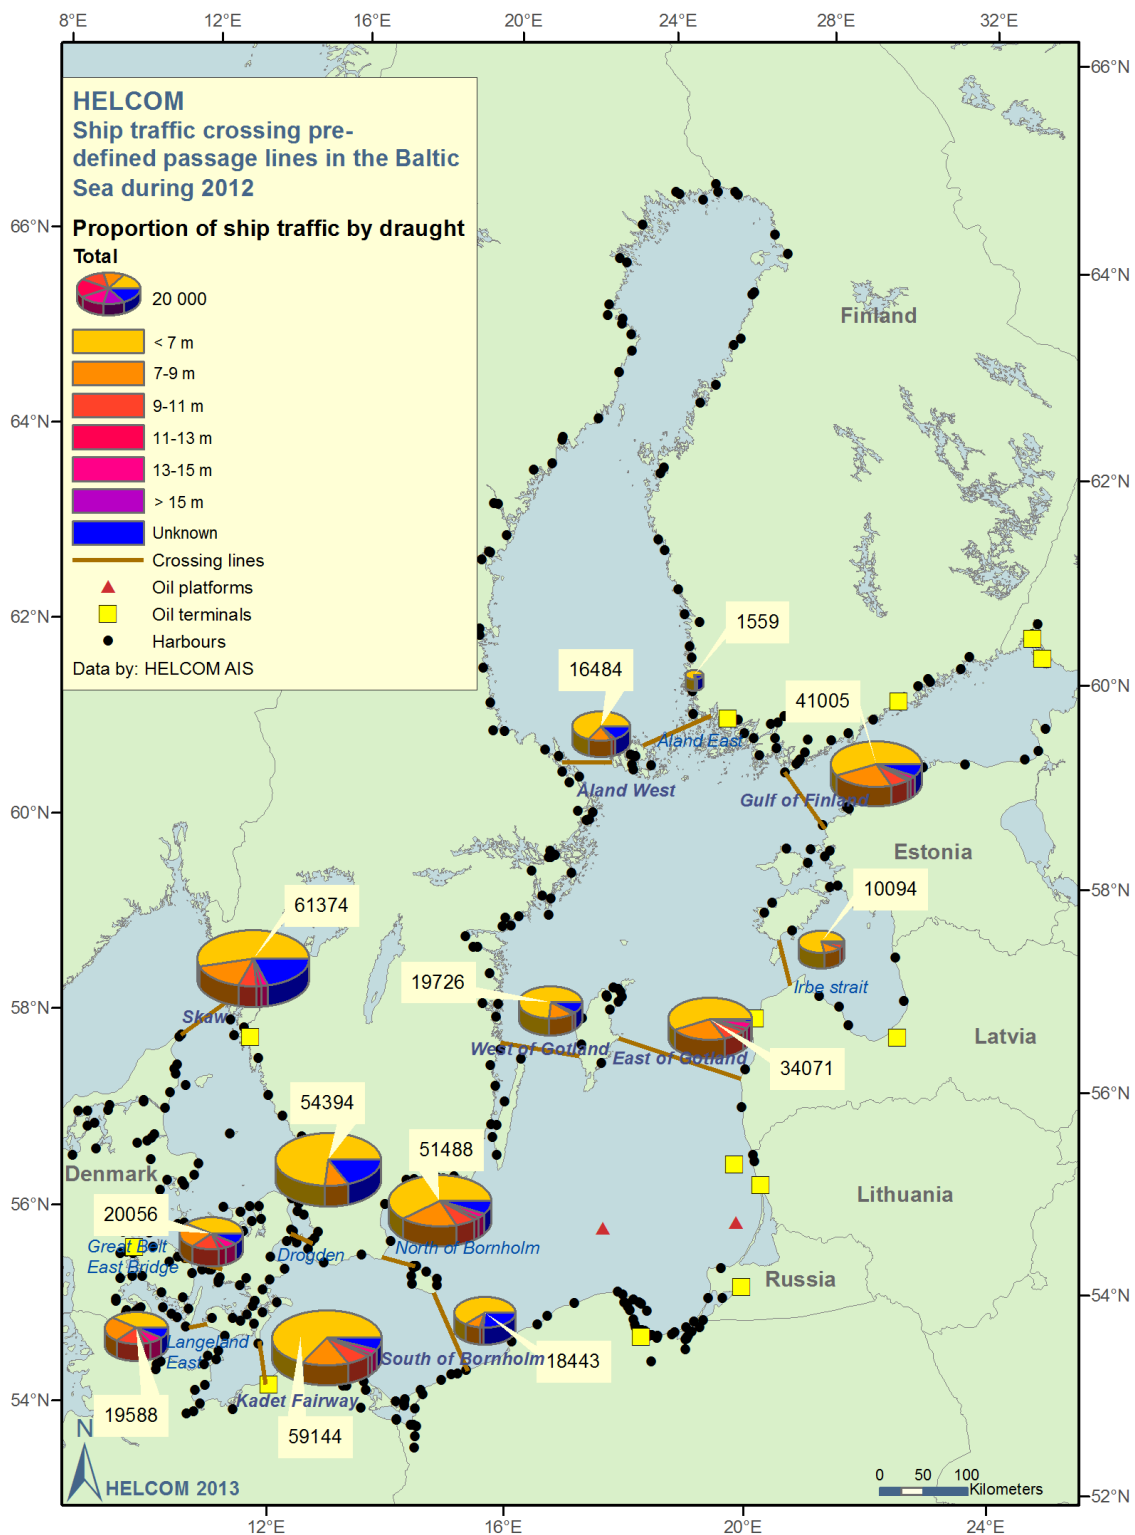 8°E 12°E 16°E 20°E 24°E 28°E 32°E
66°N
HELCOM
Ship traffic crossing pre-
defined passage lines in the Baltic
Sea during 2012
Proportion of ship traffic by draught
Total
20 000
< 7 m
7-9 m
9-11 m
11-13 m
13-15 m
> 15 m
Unknown
Crossing lines
Oil platforms
Oil terminals
Harbours
Data by: HELCOM AIS
66°N
64°N
Finland
64°N
62°N
62°N
1559
16484
60°N
41005
Åland East
Åland West
Gulf of Finland
60°N
Estonia
58°N
10094
61374
19726
Irbe strait
58°N
Skaw
West of Gotland
East of Gotland
Latvia
34071
56°N
54394
51488
Denmark
56°N
Lithuania
20056
Great Belt
East Bridge
Drogden
North of Bornholm
Russia
54°N
Langeland
East
South of Bornholm
18443
54°N
Kadet Fairway
19588
59144
N
HELCOM 2013
0 50 100
Kilometers
52°N
12°E 16°E 20°E 24°E